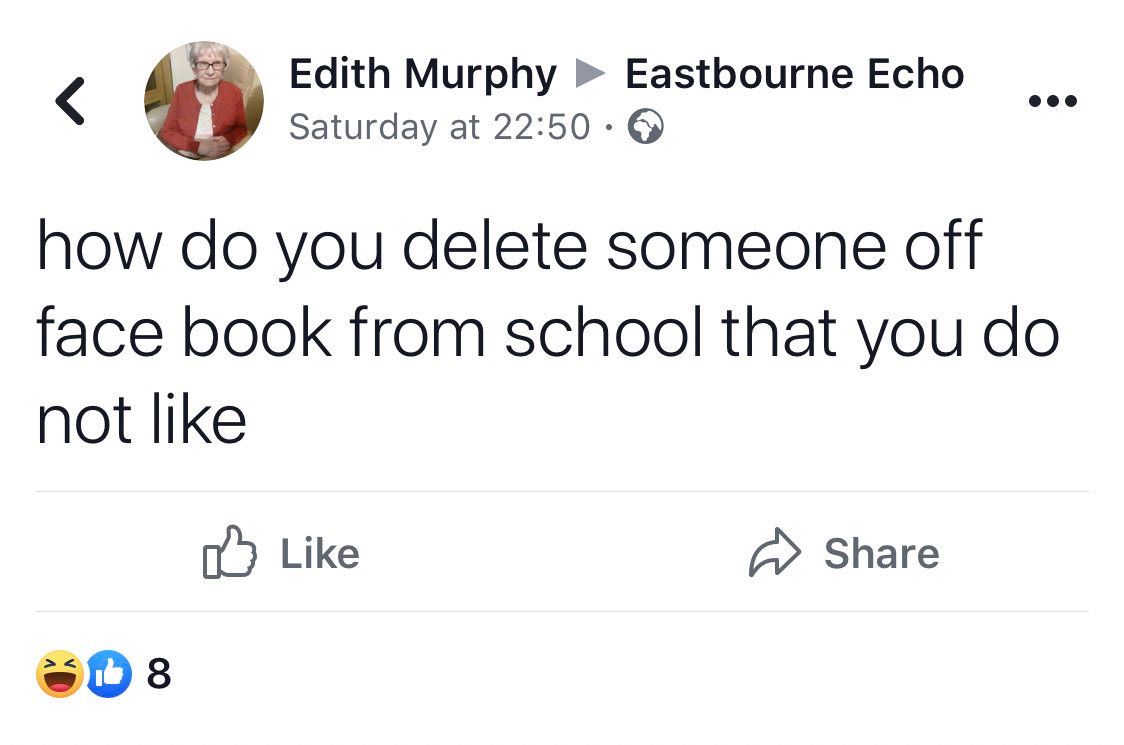 Edith Murphy ▶ Eastbourne Echo
Saturday at 22:50 ·
how do you delete someone off
face book from school that you do
not like
Like Share
8